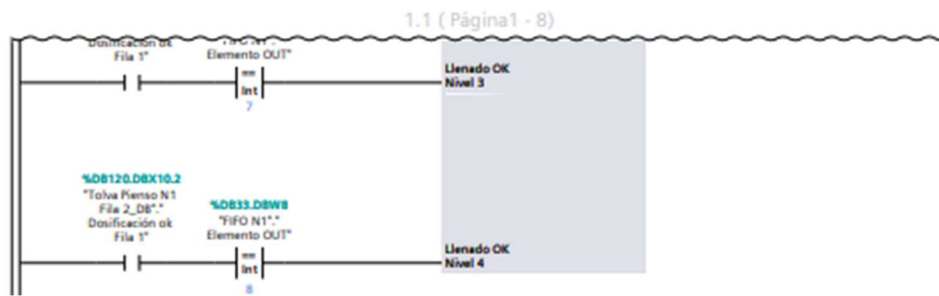 1.1 ( Página1 - 8)
Dosificación ok
Fila 1"
Elemento OUT"
==
Int
7
Llenado OK
Nivel 3
%DB120.DBX10.2
"Tolva Pienso N1
Fila 2_DB"."
Dosificación ok
Fila 1"
%DB33.DBW8
"FIFO N1"."
Elemento OUT"
==
Int
8
Llenado OK
Nivel 4